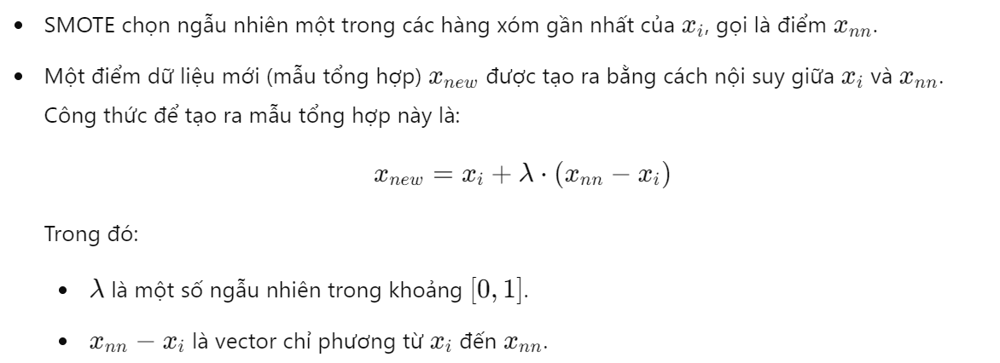 • SMOTE chọn ngẫu nhiên một trong các hàng xóm gần nhất của $x_i$, gọi là điểm $x_{nn}$.
• Một điểm dữ liệu mới (mẫu tổng hợp) $x_{new}$ được tạo ra bằng cách nội suy giữa $x_i$ và $x_{nn}$.
Công thức để tạo ra mẫu tổng hợp này là:
$x_{new} = x_i + \lambda \cdot (x_{nn} - x_i)$
Trong đó:
• $\lambda$ là một số ngẫu nhiên trong khoảng $[0, 1]$.
• $x_{nn} - x_i$ là vector chỉ phương từ $x_i$ đến $x_{nn}$.